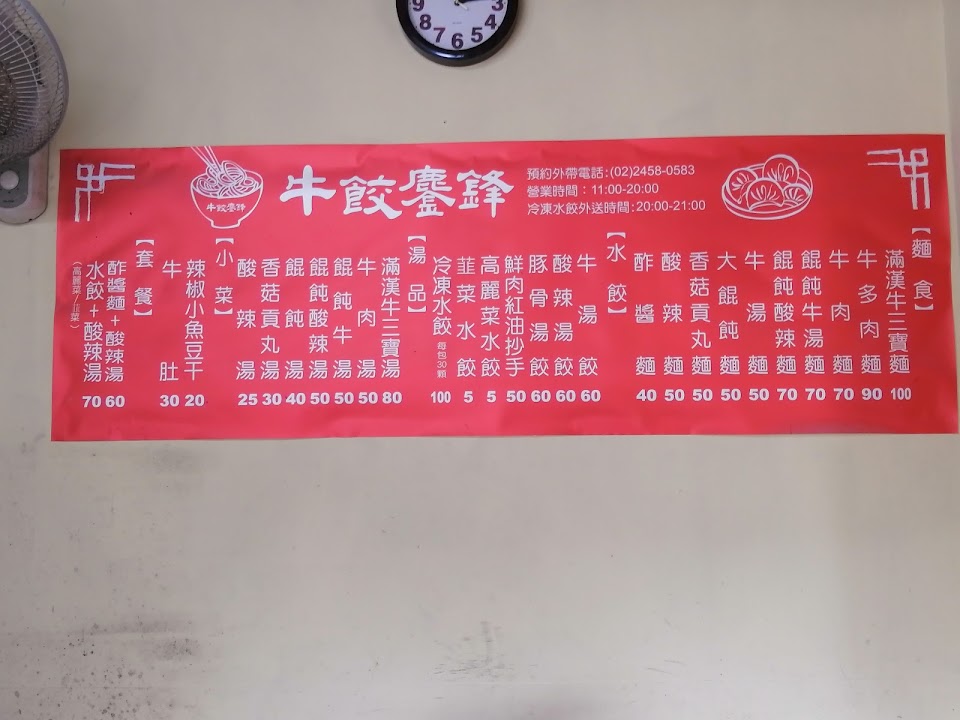 9 8 7 6 5 4 3
牛餃鏖鋒
牛餃鏖鋒
預約外帶電話:(02)2458-0583
營業時間:11:00-20:00
冷凍水餃外送時間:20:00-21:00
【麵食】
滿漢牛三寶麵 100
牛多肉麵 90
牛肉麵 70
餛飩牛湯麵 70
餛飩酸辣麵 70
牛湯麵 50
大餛飩麵 50
香菇貢丸麵 50
酸辣麵 50
酢醬麵 40
【水餃】
牛湯餃 60
酸辣湯餃 60
豚骨湯餃 60
鮮肉紅油抄手 50
高麗菜水餃 5
韮菜水餃 5
冷凍水餃 每包30顆 100
【湯品】
滿漢牛三寶湯 80
牛肉湯 50
餛飩牛湯 50
餛飩酸辣湯 50
餛飩湯 40
香菇貢丸湯 30
酸辣湯 25
【小菜】
辣椒小魚豆干 20
牛肚 30
【套餐】
酢醬麵+酸辣湯 60
水餃+酸辣湯 70
(高麗菜/韮菜)